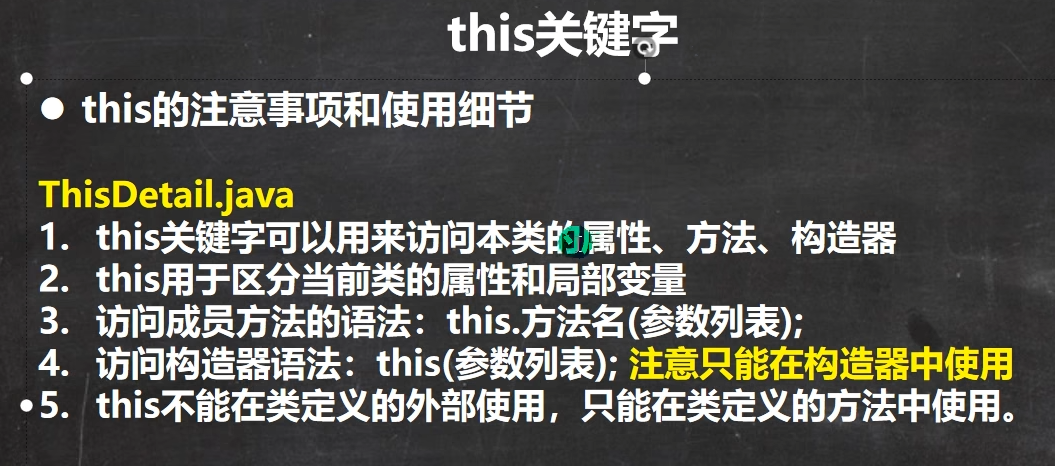 this关键字
● this的注意事项和使用细节
ThisDetail.java
1. this关键字可以用来访问本类的属性、方法、构造器
2. this用于区分当前类的属性和局部变量
3. 访问成员方法的语法：this.方法名(参数列表);
4. 访问构造器语法：this(参数列表); 注意只能在构造器中使用
5. this不能在类定义的外部使用，只能在类定义的方法中使用。